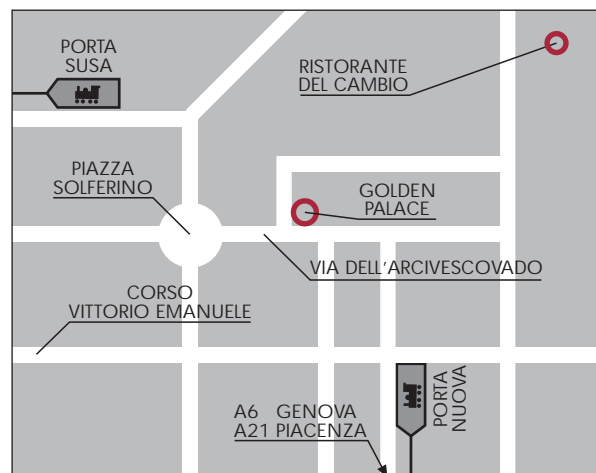 PORTA
SUSA
RISTORANTE
DEL CAMBIO
PIAZZA
SOLFERINO
GOLDEN
PALACE
VIA DELL'ARCIVESCOVADO
CORSO
VITTORIO EMANUELE
A6 GENOVA
A21 PIACENZA
PORTA
NUOVA